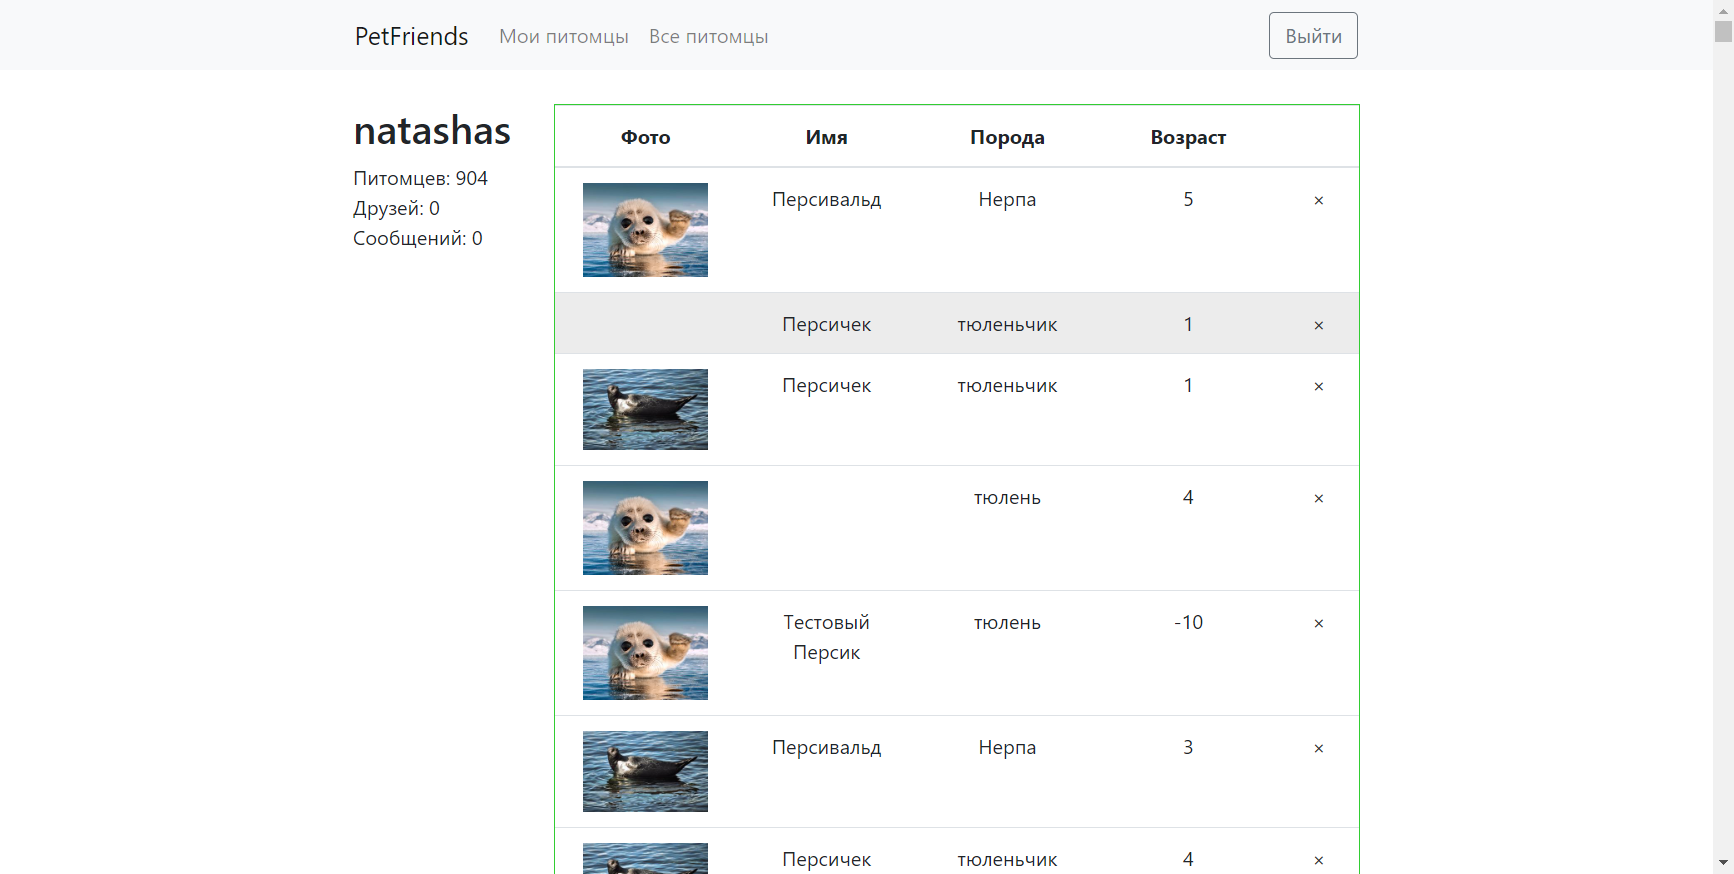 PetFriends Мои питомцы Все питомцы Выйти
natashas
Питомцев: 904
Друзей: 0
Сообщений: 0
Фото Имя Порода Возраст
Персивальд Нерпа 5 ×
Персичек тюленьчик 1 ×
Персичек тюленьчик 1 ×
тюлень 4 ×
Тестовый тюлень -10 ×
Персик
Персивальд Нерпа 3 ×
Персичек тюленьчик 4 ×